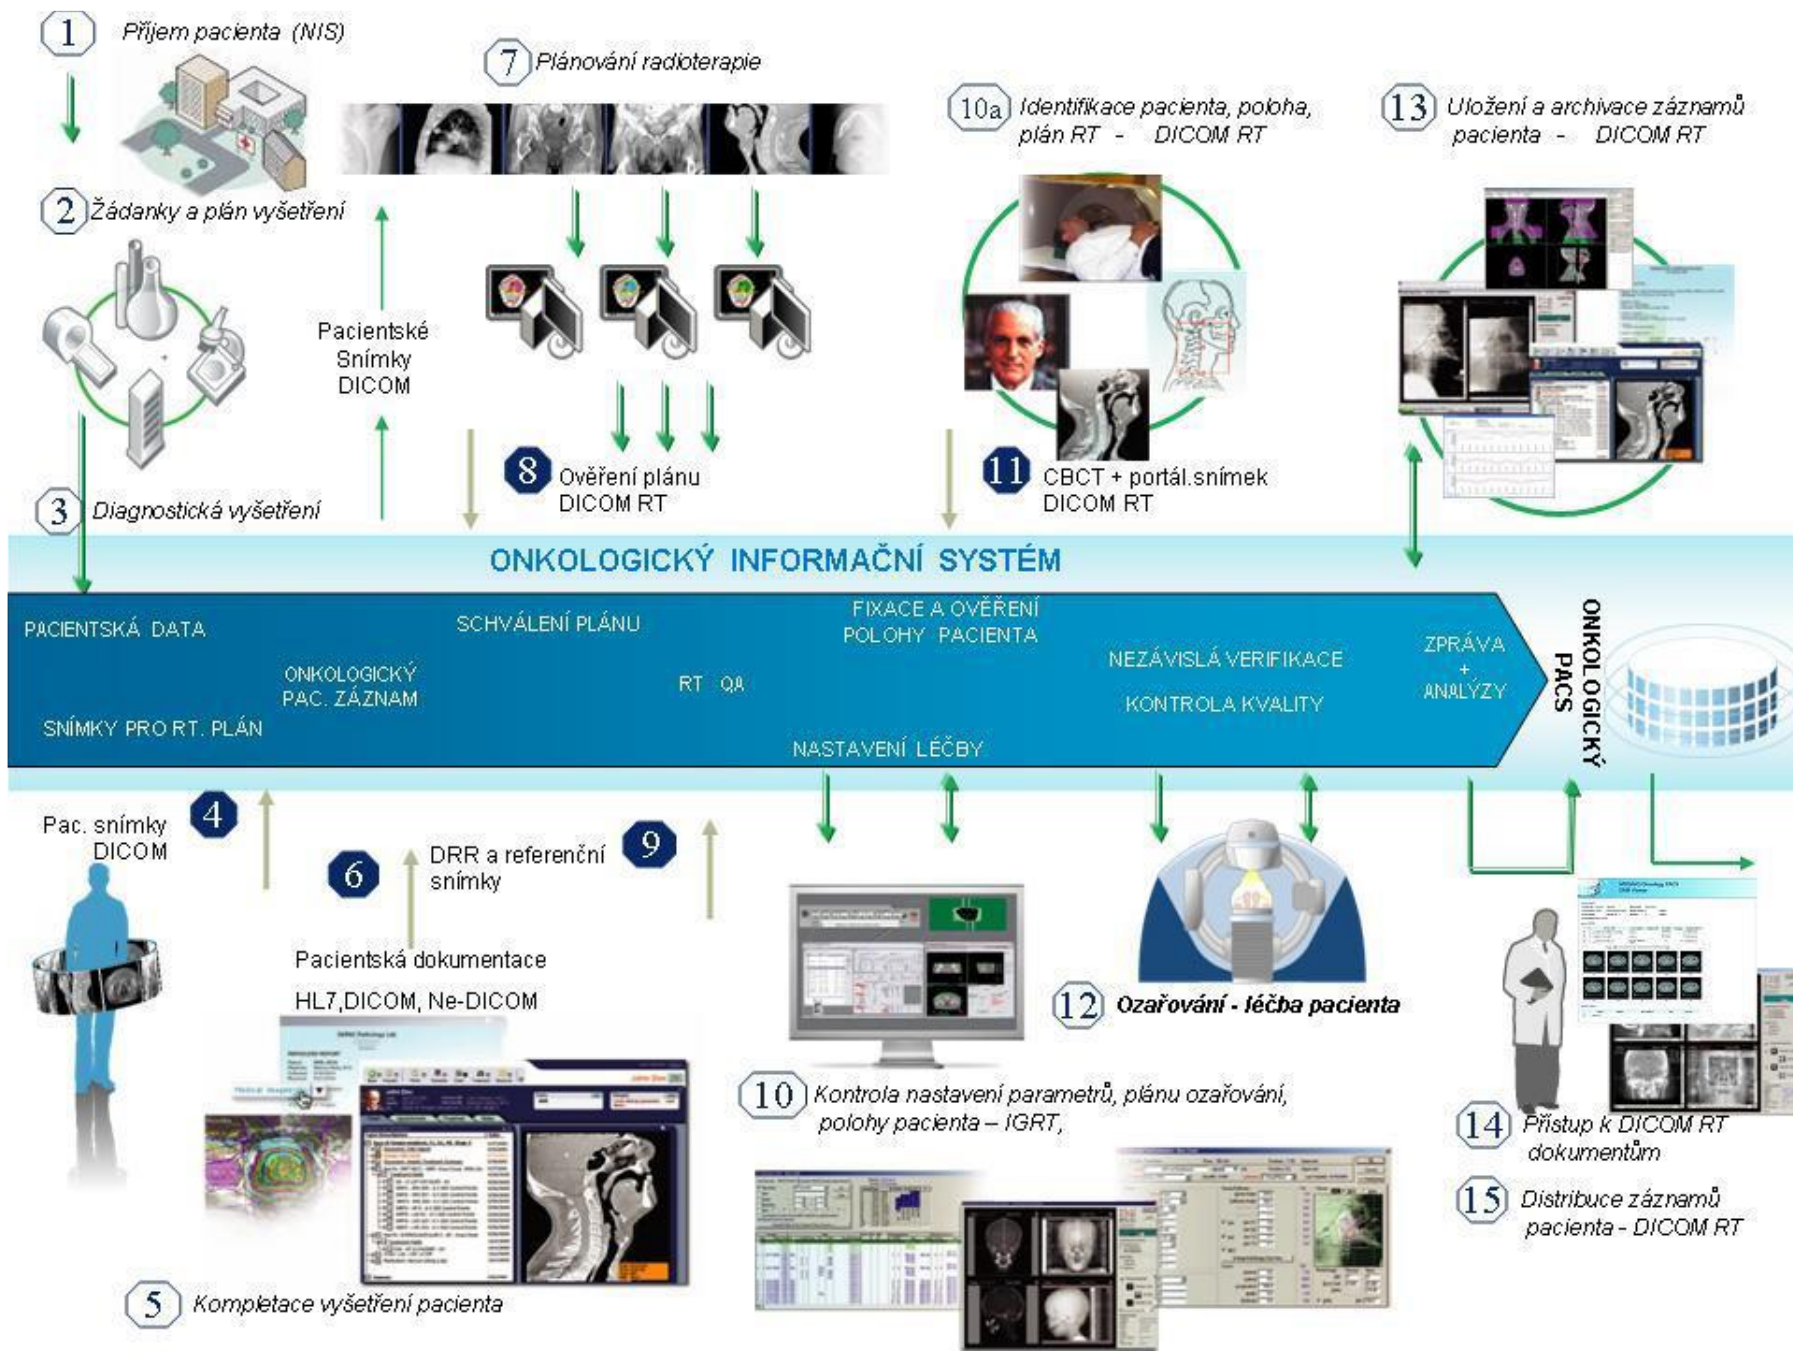 1
Příjem pacienta (NIS)
2
Žádanky a plán vyšetření
3
Diagnostická vyšetření
Pacientské
Snímky
DICOM
7
Plánování radioterapie
8
Ověření plánu
DICOM RT
10a
Identifikace pacienta, poloha,
plán RT - DICOM RT
11
CBCT + portál.snímek
DICOM RT
13
Uložení a archivace záznamů
pacienta - DICOM RT
ONKOLOGICKÝ INFORMAČNÍ SYSTÉM
PACIENTSKÁ DATA
SNÍMKY PRO RT. PLÁN
ONKOLOGICKÝ
PAC. ZÁZNAM
SCHVÁLENÍ PLÁNU
RT QA
FIXACE A OVĚŘENÍ
POLOHY PACIENTA
NASTAVENÍ LÉČBY
NEZÁVISLÁ VERIFIKACE
KONTROLA KVALITY
ZPRÁVA
+
ANALÝZY
ONKOLOGICKÝ
PACS
4
Pac. snímky
DICOM
6
DRR a referenční
snímky
9
Pacientská dokumentace
HL7,DICOM, Ne-DICOM
5
Kompletace vyšetření pacienta
10
Kontrola nastavení parametrů, plánu ozařování,
polohy pacienta – IGRT,
12
Ozařování - léčba pacienta
14
Přístup k DICOM RT
dokumentům
15
Distribuce záznamů
pacienta - DICOM RT